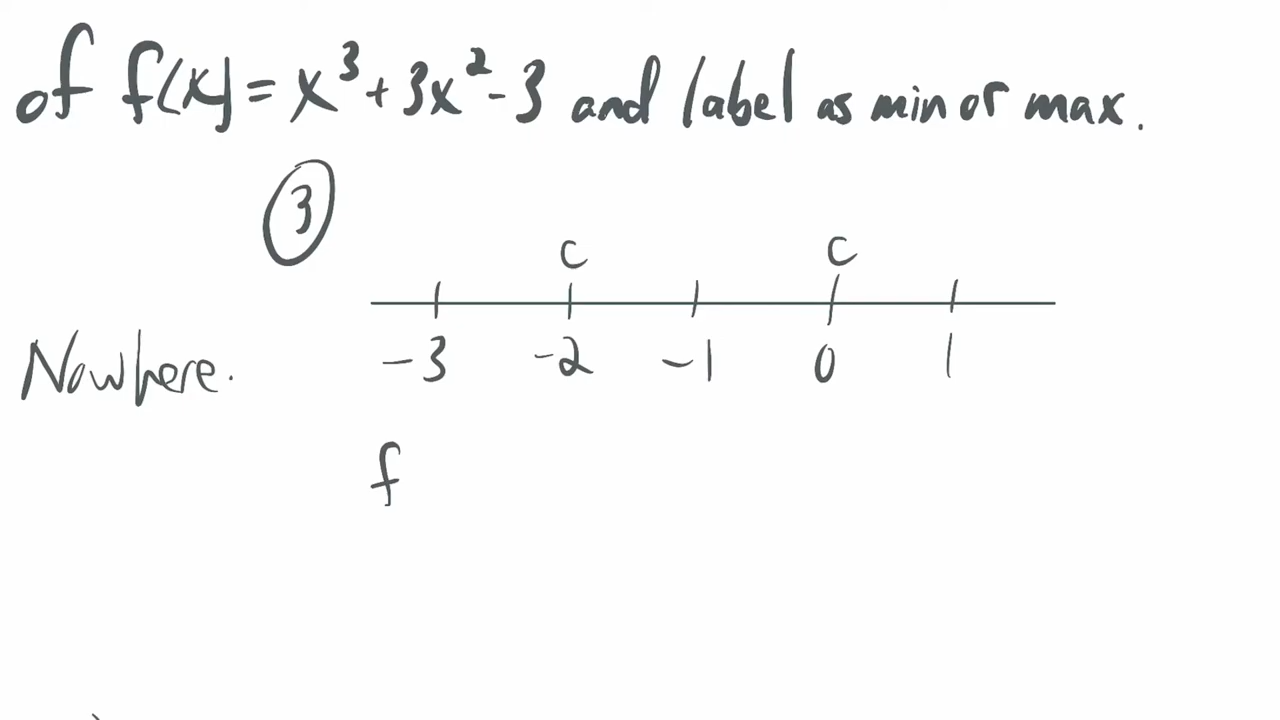 of f(x) = x³ + 3x² - 3 and label as min or max.
③
C C
-3 -2 -1 0 1
Nowhere.
f